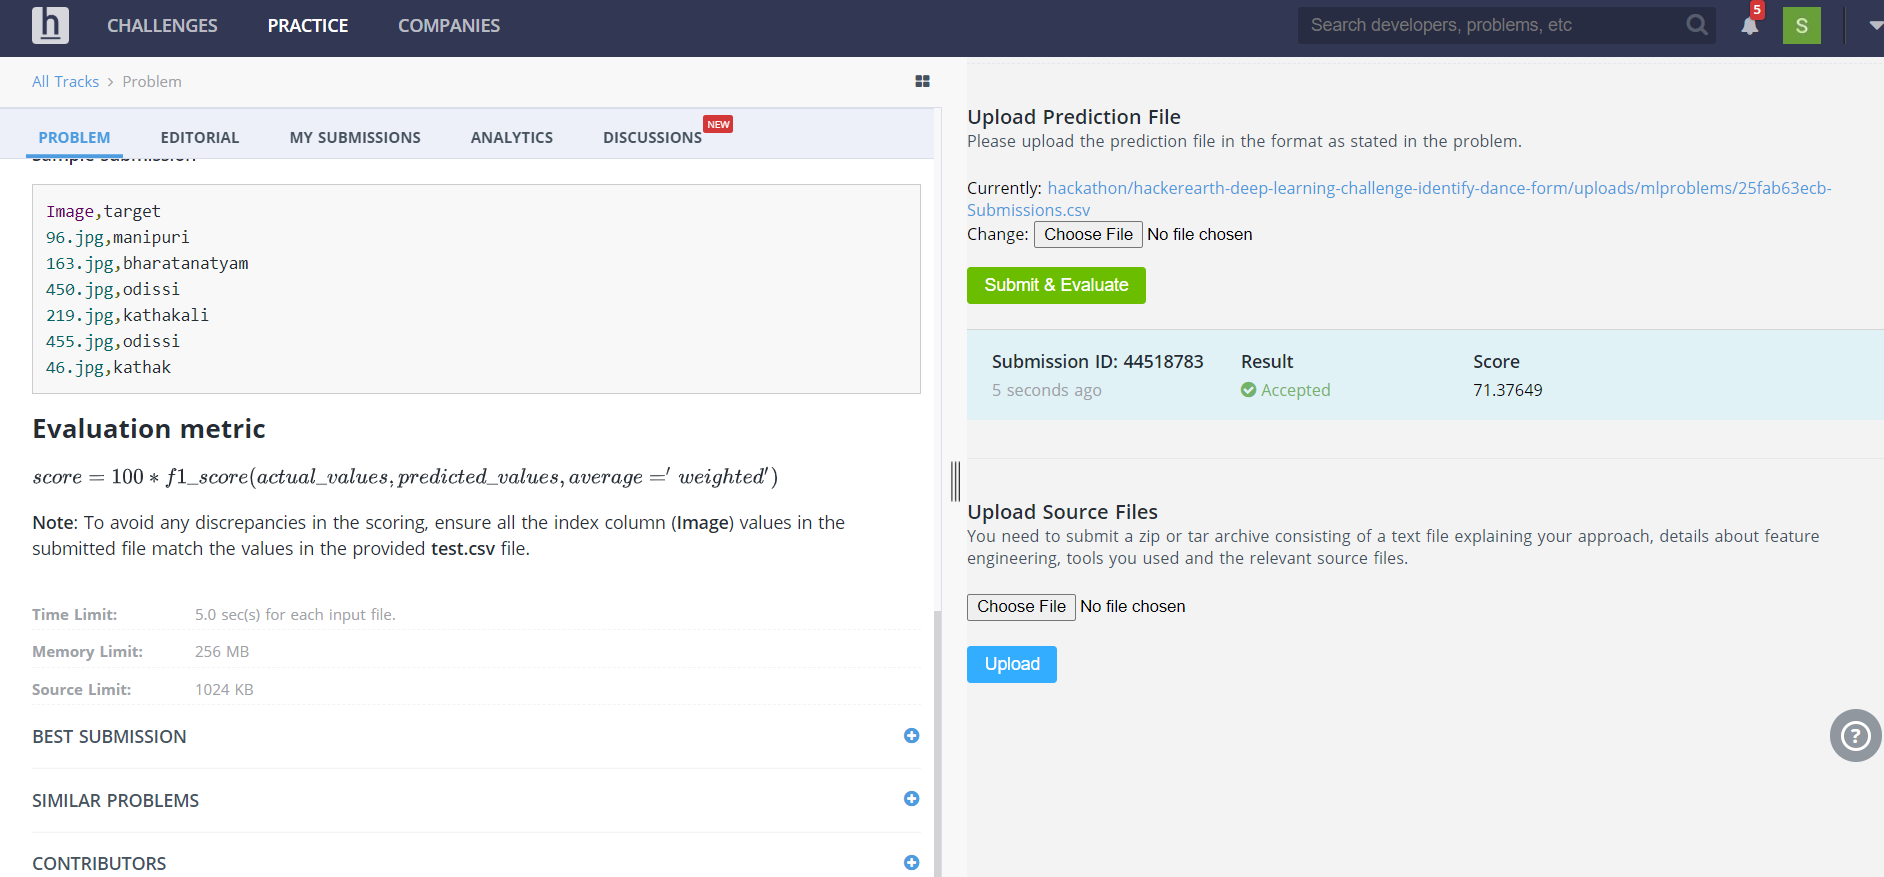 h CHALLENGES PRACTICE COMPANIES Search developers, problems, etc 5 S
All Tracks > Problem
PROBLEM EDITORIAL MY SUBMISSIONS ANALYTICS DISCUSSIONS NEW
Sample submission
Image,target
96.jpg,manipuri
163.jpg,bharatanatyam
450.jpg,odissi
219.jpg,kathakali
455.jpg,odissi
46.jpg,kathak
Evaluation metric
score = 100 * f1_score(actual_values, predicted_values, average =' weighted')
Note: To avoid any discrepancies in the scoring, ensure all the index column (Image) values in the
submitted file match the values in the provided test.csv file.
Time Limit: 5.0 sec(s) for each input file.
Memory Limit: 256 MB
Source Limit: 1024 KB
BEST SUBMISSION
SIMILAR PROBLEMS
CONTRIBUTORS
Upload Prediction File
Please upload the prediction file in the format as stated in the problem.
Currently: hackathon/hackerearth-deep-learning-challenge-identify-dance-form/uploads/mlproblems/25fab63ecb-
Submissions.csv
Change: Choose File No file chosen
Submit & Evaluate
Submission ID: 44518783 Result Score
5 seconds ago Accepted 71.37649
Upload Source Files
You need to submit a zip or tar archive consisting of a text file explaining your approach, details about feature
engineering, tools you used and the relevant source files.
Choose File No file chosen
Upload
?